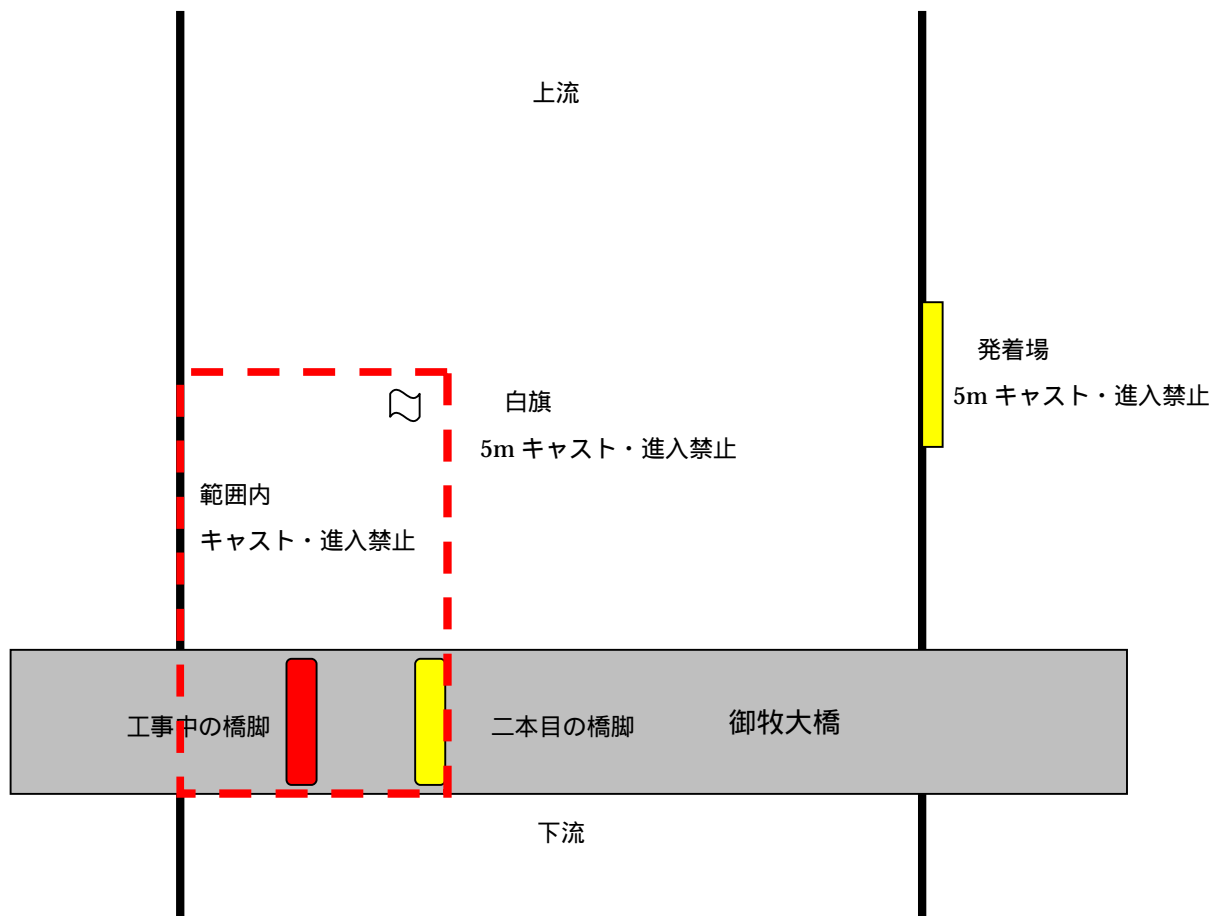 上流
発着場
5m キャスト・進入禁止
白旗
5m キャスト・進入禁止
範囲内
キャスト・進入禁止
工事中の橋脚
二本目の橋脚
御牧大橋
下流